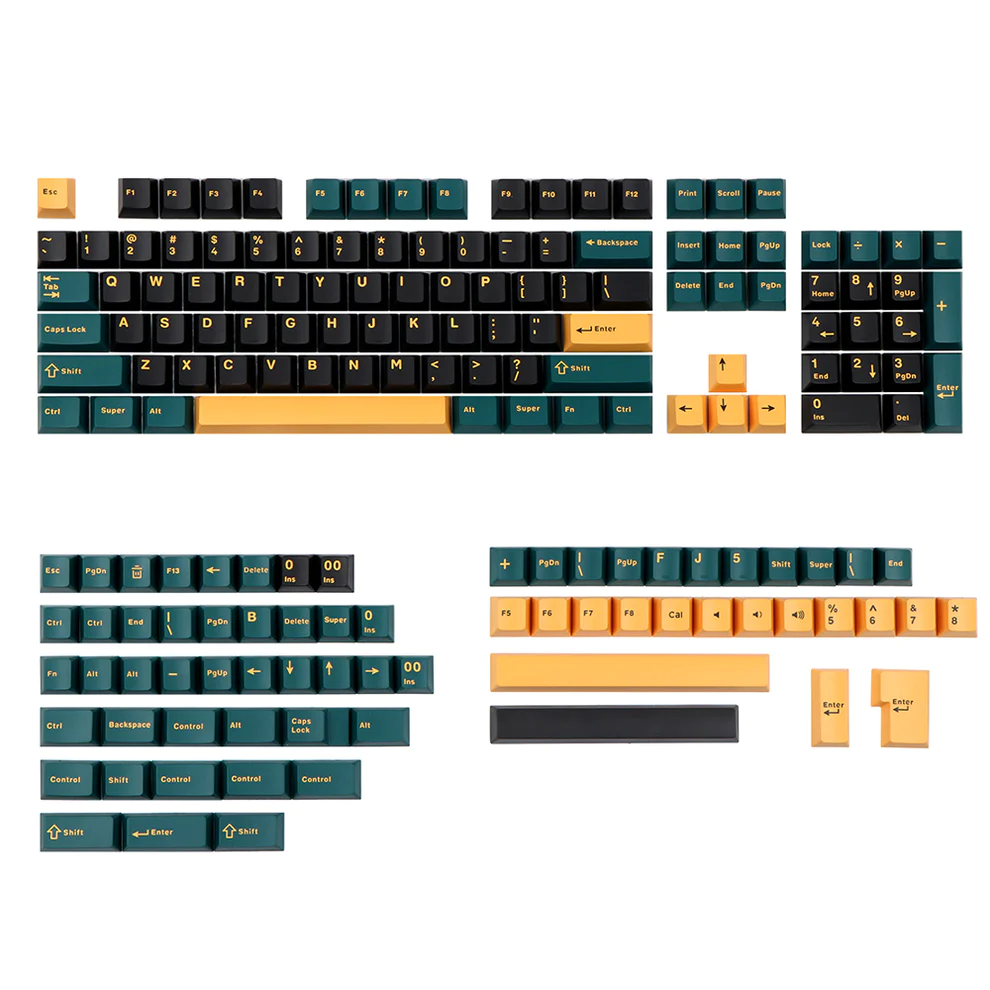 Esc F1 F2 F3 F4 F5 F6 F7 F8 F9 F10 F11 F12 Print Scroll Pause
~ ! @ # $ % ^ & * ( ) — +
` 1 2 3 4 5 6 7 8 9 0 - = ← Backspace Insert Home PgUp Lock ÷ × −
Tab Q W E R T Y U I O P { } | Delete End PgDn 7 8 ↑ 9 +
[ ] \ Home PgUp
Caps Lock A S D F G H J K L : " Enter 4 5 6
; ' ← →
Shift Z X C V B N M < > ? Shift ↑ 1 2 ↓ 3 Enter
, . / End PgDn
Ctrl Super Alt Alt Super Fn Ctrl ← ↓ → 0 .
Ins Del
Esc PgDn F13 ← Delete 0 00
Ins Ins
Ctrl Ctrl End | PgDn B Delete Super 0
\ Ins
Fn Alt Alt − PgUp ← ↓ ↑ → 00
Ins
Ctrl Backspace Control Alt Caps Alt
Lock
Control Shift Control Control Control
Shift Enter Shift
+ PgDn | PgUp F J 5 Shift Super | End
\ \
F5 F6 F7 F8 Cal % ^ & *
5 6 7 8
Enter Enter